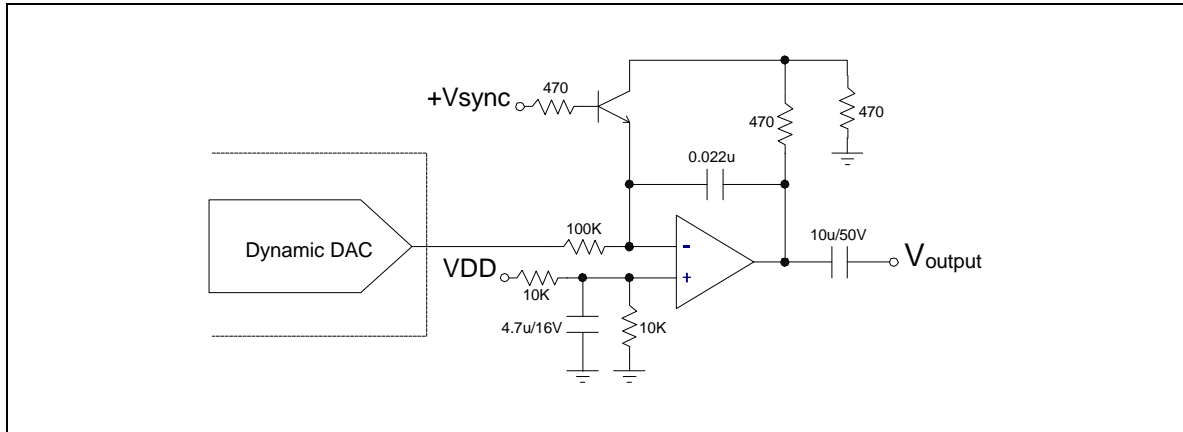 470
+Vsync
470
470
0.022u
Dynamic DAC
100K
-
VDD
+
10K
10u/50V
Voutput
4.7u/16V
10K